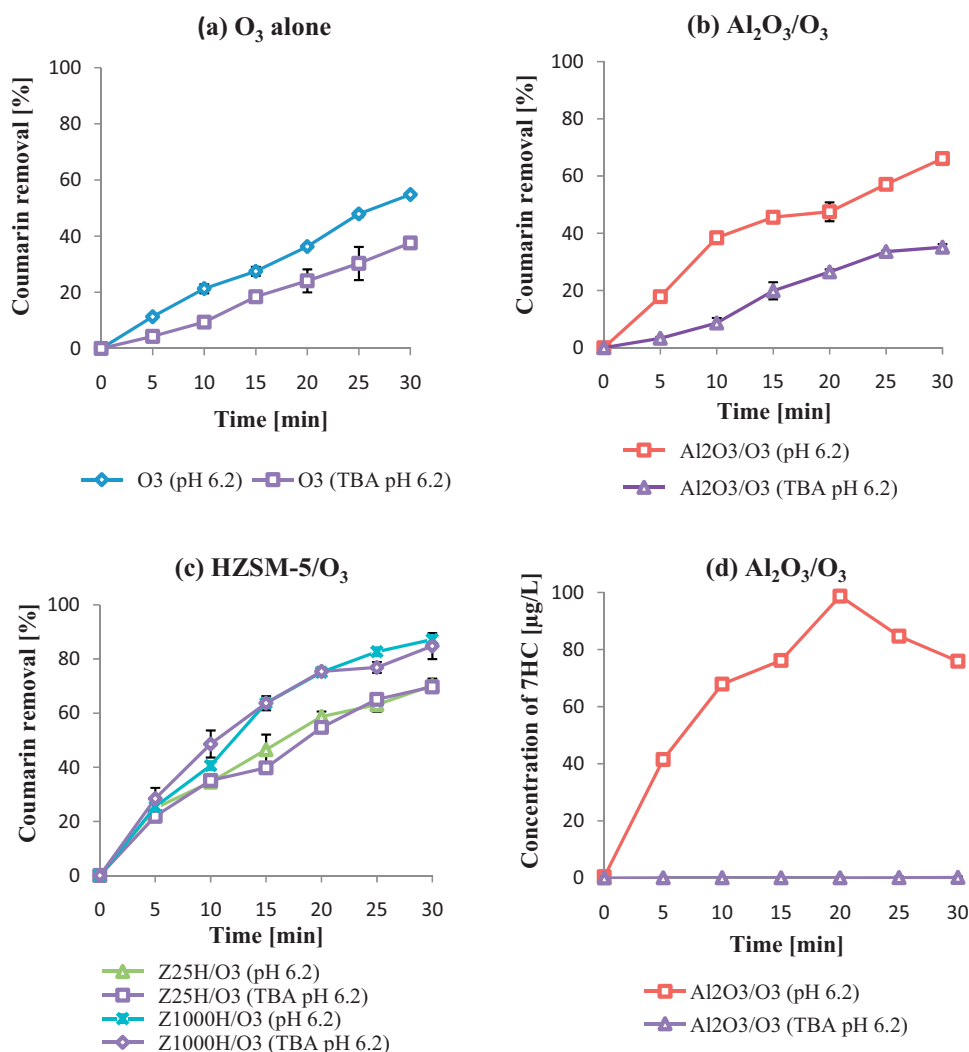 (a) O₃ alone
Coumarin removal [%]
100
80
60
40
20
0
0 5 10 15 20 25 30
Time [min]
O3 (pH 6.2) O3 (TBA pH 6.2)
(b) Al₂O₃/O₃
Coumarin removal [%]
100
80
60
40
20
0
0 5 10 15 20 25 30
Time [min]
Al2O3/O3 (pH 6.2)
Al2O3/O3 (TBA pH 6.2)
(c) HZSM-5/O₃
Coumarin removal [%]
100
80
60
40
20
0
0 5 10 15 20 25 30
Time [min]
Z25H/O3 (pH 6.2)
Z25H/O3 (TBA pH 6.2)
Z1000H/O3 (pH 6.2)
Z1000H/O3 (TBA pH 6.2)
(d) Al₂O₃/O₃
Concentration of 7HC [µg/L]
100
80
60
40
20
0
0 5 10 15 20 25 30
Time [min]
Al2O3/O3 (pH 6.2)
Al2O3/O3 (TBA pH 6.2)